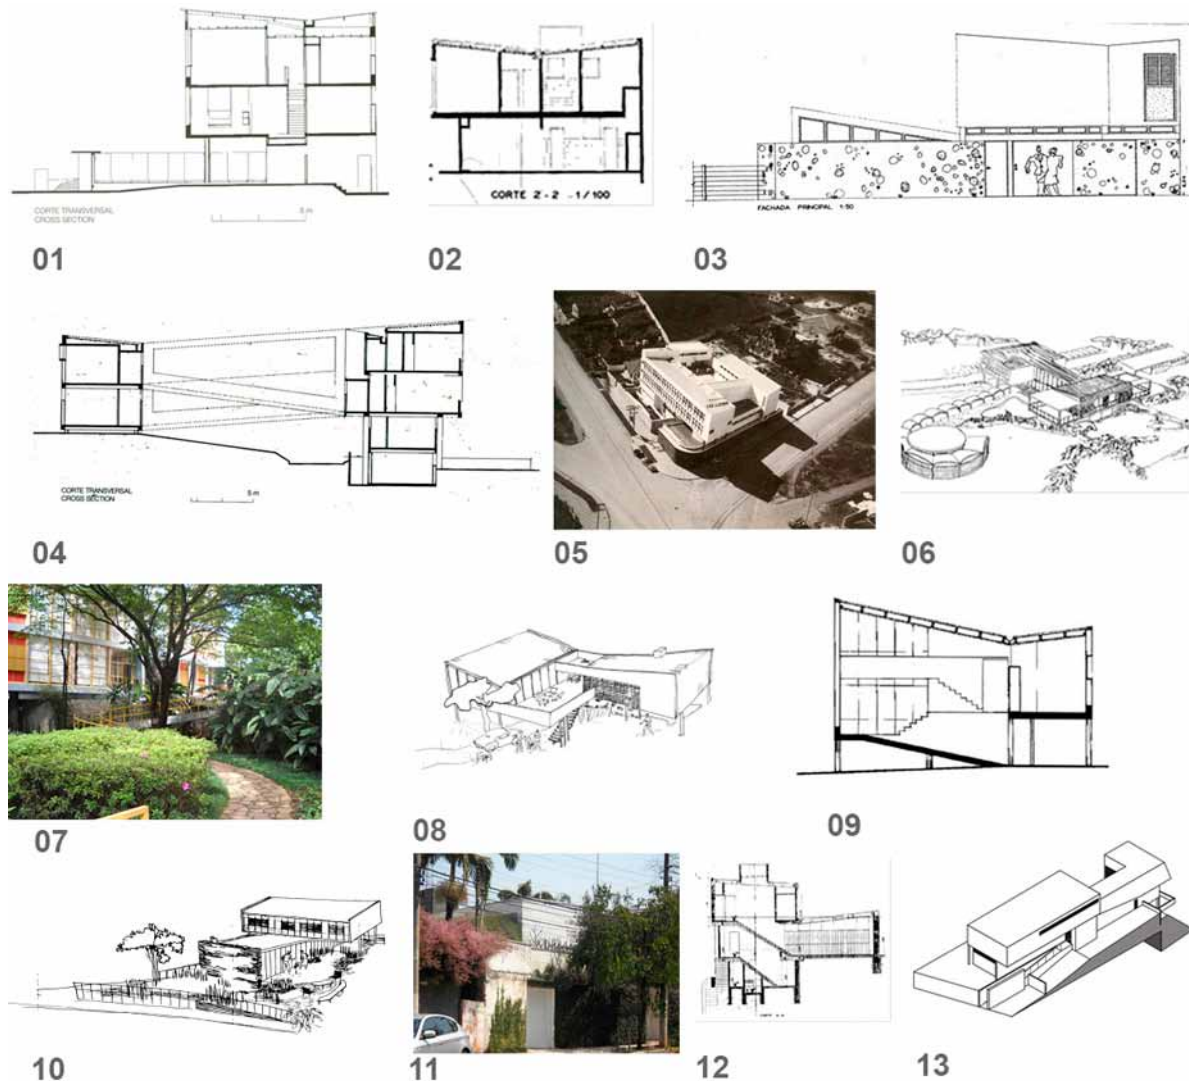 CORTE TRANSVERSAL
CROSS SECTION
5 m
01
CORTE 2-2 - 1/100
02
FACHADA PRINCIPAL 1:50
03
CORTE TRANSVERSAL
CROSS SECTION
5 m
04
05
06
07
08
09
10
11
12
13